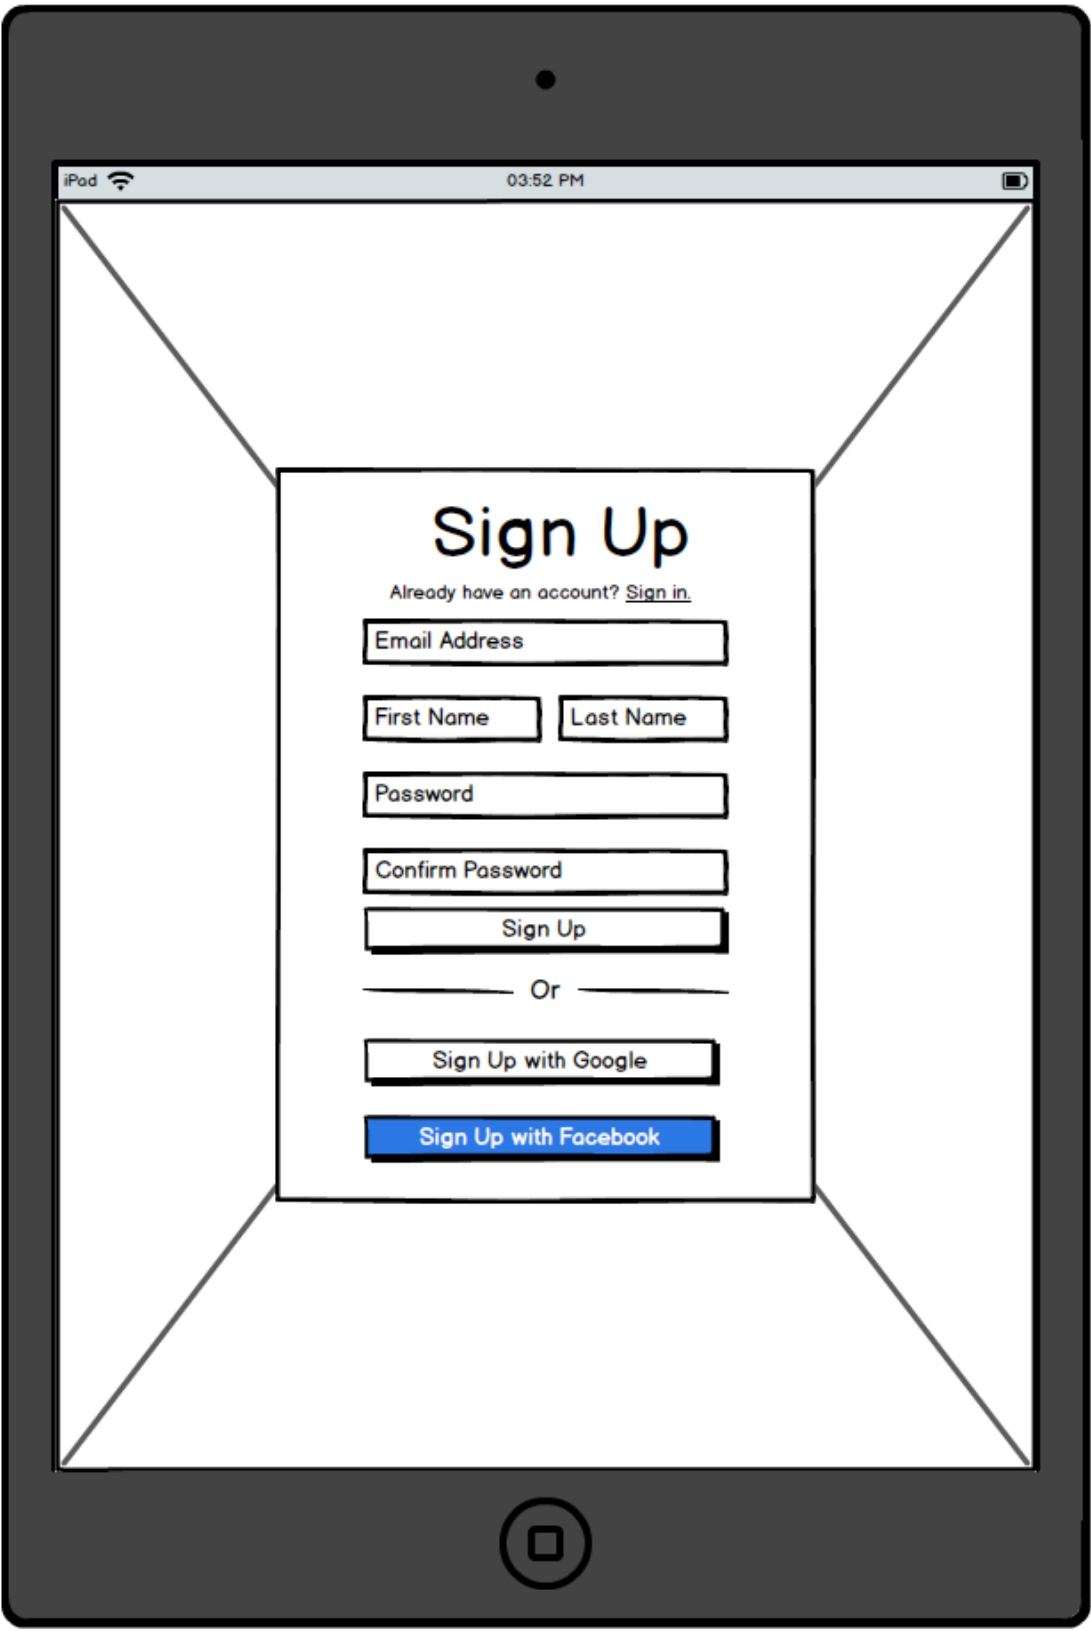 iPad 03:52 PM
Sign Up
Already have an account? Sign in.
Email Address
First Name Last Name
Password
Confirm Password
Sign Up
Or
Sign Up with Google
Sign Up with Facebook